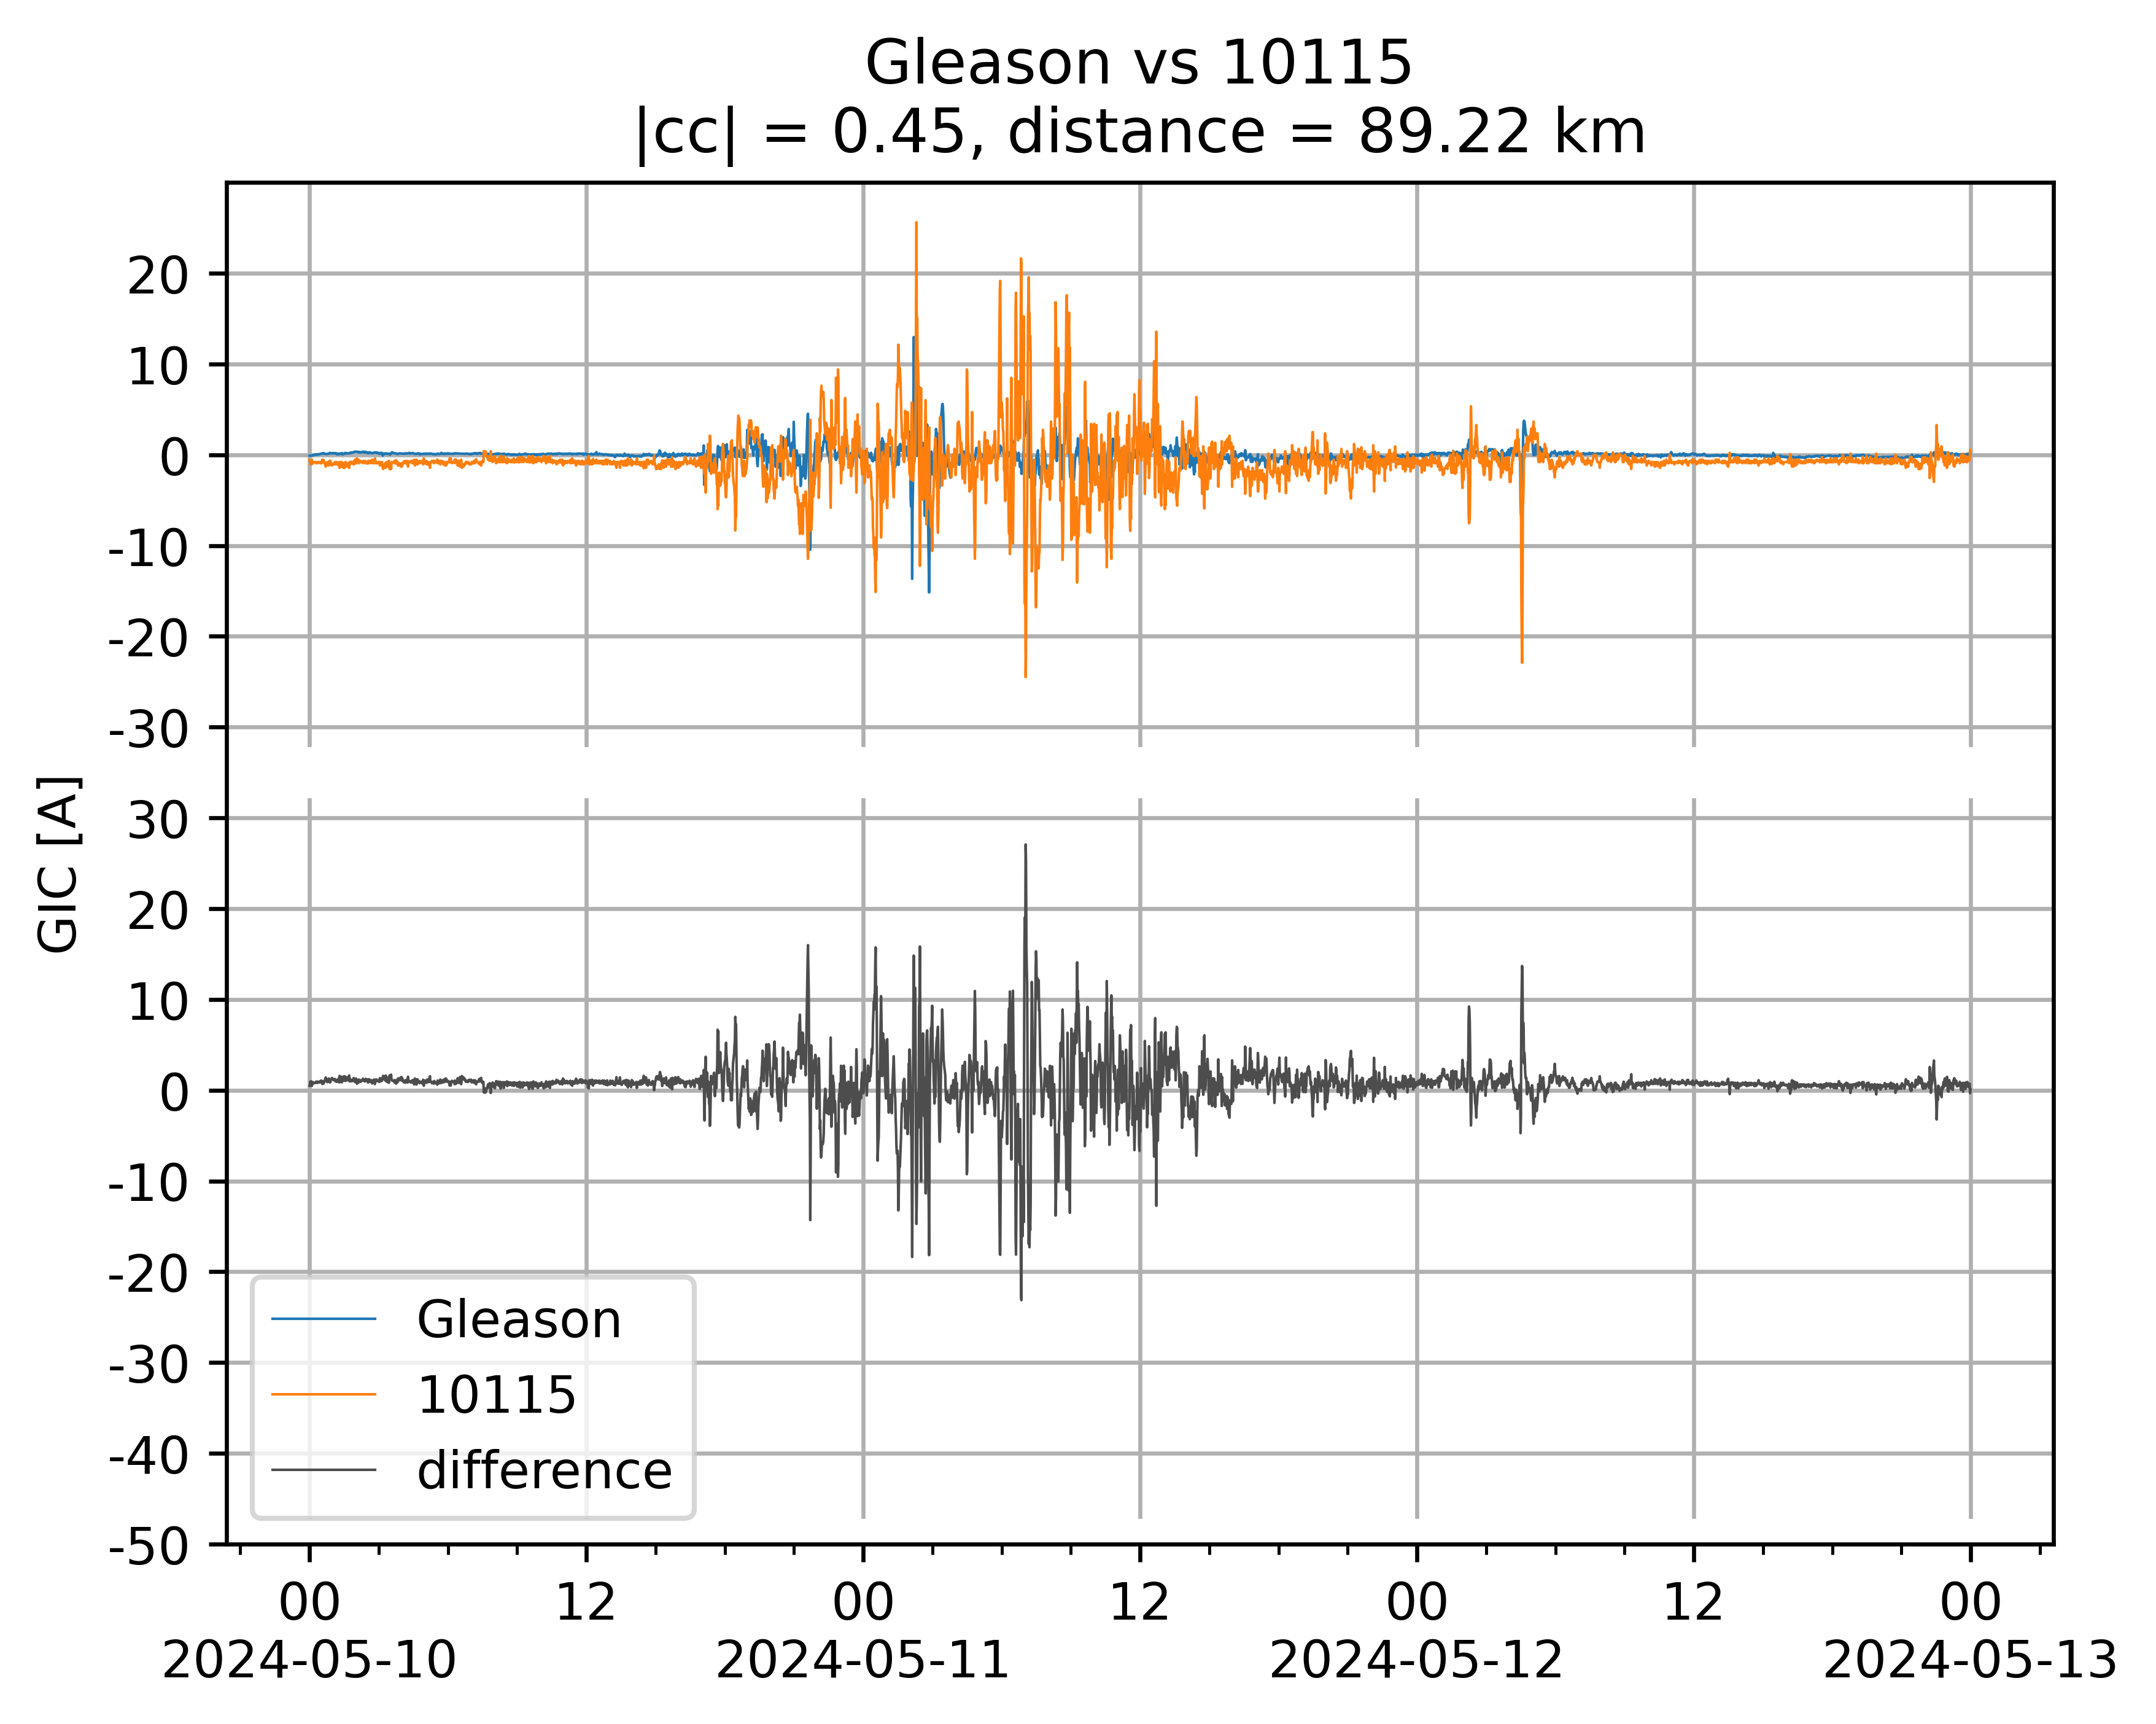 Gleason vs 10115
|cc| = 0.45, distance = 89.22 km
20
10
0
-10
-20
-30
30
20
10
0
-10
-20
-30
-40
-50
GIC [A]
Gleason
10115
difference
00 12 00 12 00 12 00
2024-05-10 2024-05-11 2024-05-12 2024-05-13